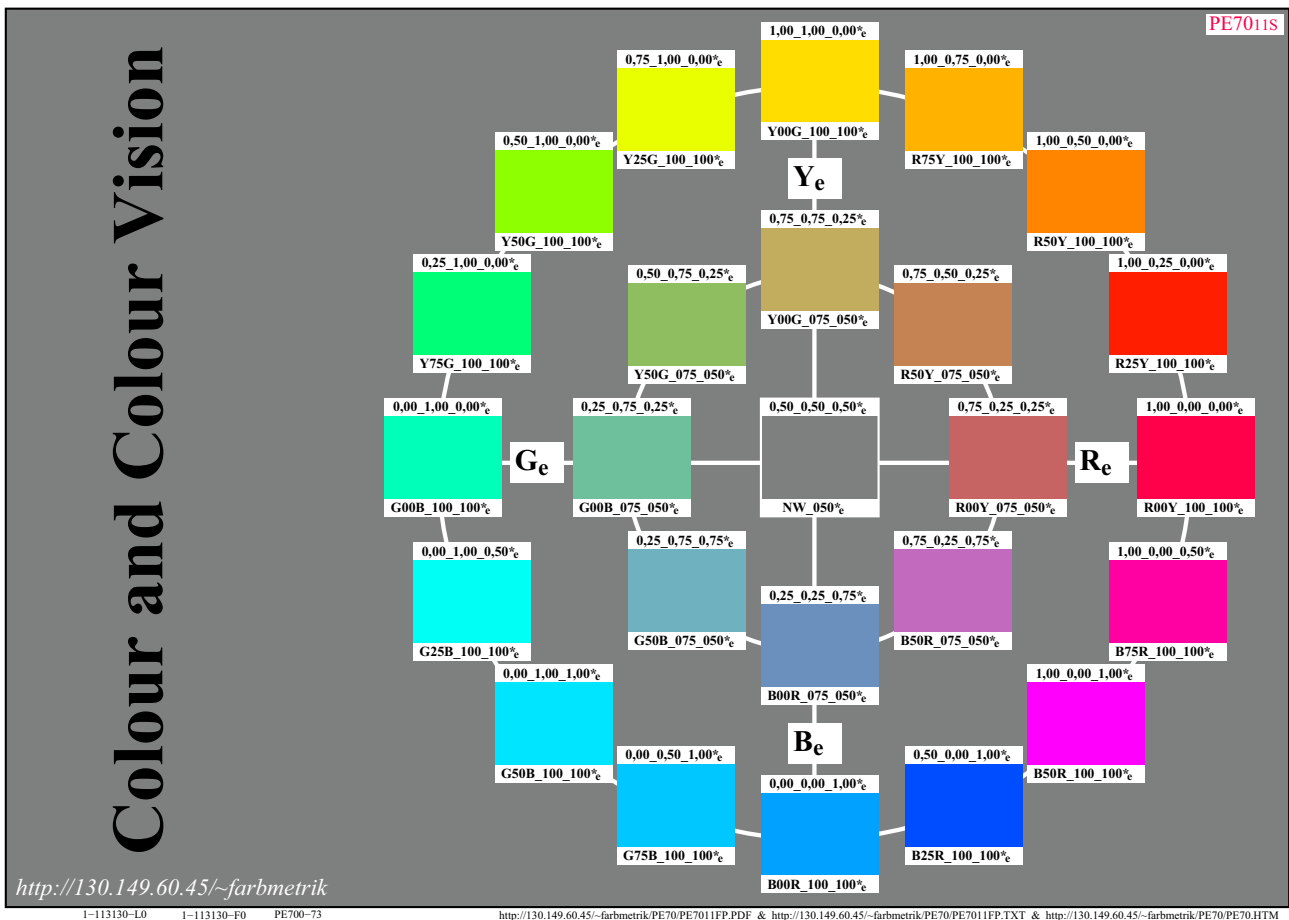 PE7011S
Colour and Colour Vision
1,00_1,00_0,00*e
Y00G_100_100*e
0,75_1,00_0,00*e
Y25G_100_100*e
1,00_0,75_0,00*e
R75Y_100_100*e
0,50_1,00_0,00*e
Y50G_100_100*e
1,00_0,50_0,00*e
R50Y_100_100*e
Ye
0,75_0,75_0,25*e
Y00G_075_050*e
0,25_1,00_0,00*e
Y75G_100_100*e
0,50_0,75_0,25*e
Y50G_075_050*e
0,75_0,50_0,25*e
R50Y_075_050*e
1,00_0,25_0,00*e
R25Y_100_100*e
0,00_1,00_0,00*e
G00B_100_100*e
Ge
0,25_0,75_0,25*e
G00B_075_050*e
0,50_0,50_0,50*e
NW_050*e
0,75_0,25_0,25*e
R00Y_075_050*e
Re
1,00_0,00_0,00*e
R00Y_100_100*e
0,00_1,00_0,50*e
G25B_100_100*e
0,25_0,75_0,75*e
G50B_075_050*e
0,25_0,25_0,75*e
B00R_075_050*e
0,75_0,25_0,75*e
B50R_075_050*e
1,00_0,00_0,50*e
B75R_100_100*e
0,00_1,00_1,00*e
G50B_100_100*e
Be
1,00_0,00_1,00*e
B50R_100_100*e
0,00_0,50_1,00*e
G75B_100_100*e
0,00_0,00_1,00*e
B00R_100_100*e
0,50_0,00_1,00*e
B25R_100_100*e
http://130.149.60.45/~farbmetrik
1−113130−L0 1−113130−F0 PE700−73 http://130.149.60.45/~farbmetrik/PE70/PE7011FP.PDF & http://130.149.60.45/~farbmetrik/PE70/PE7011FP.TXT & http://130.149.60.45/~farbmetrik/PE70/PE70.HTM